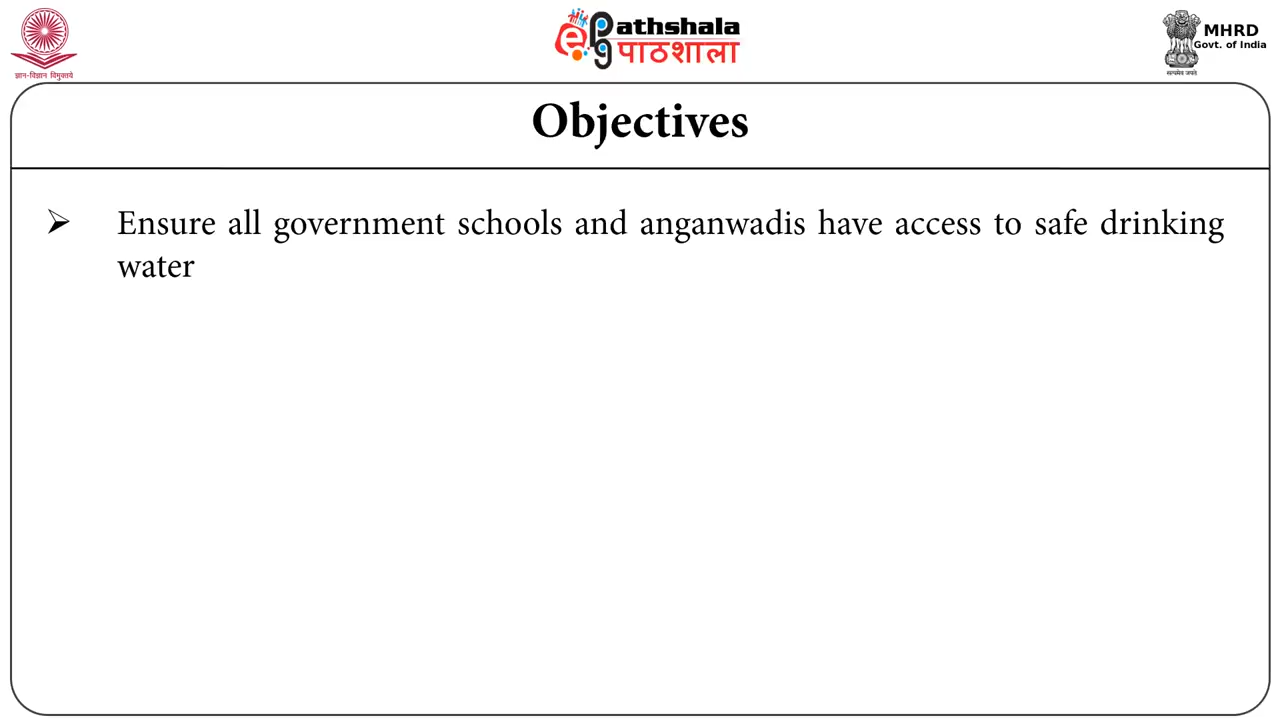 ज्ञान-विज्ञान विमुक्तये
ePathshala
पाठशाला
MHRD
Govt. of India
सत्यमेव जयते
Objectives
➢ Ensure all government schools and anganwadis have access to safe drinking
water